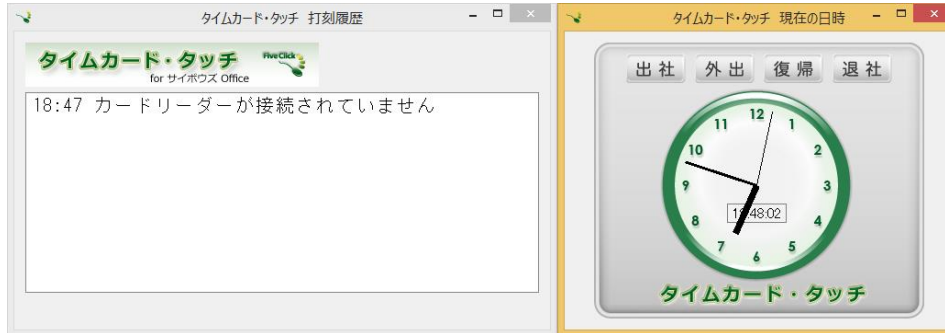 タイムカード・タッチ 打刻履歴
タイムカード・タッチ
FiveClick
for サイボウズ Office
18:47 カードリーダーが接続されていません
タイムカード・タッチ 現在の日時
出社 外出 復帰 退社
12
11 1
10 2
9 3
8 4
7 5
6
18:48:02
タイムカード・タッチ